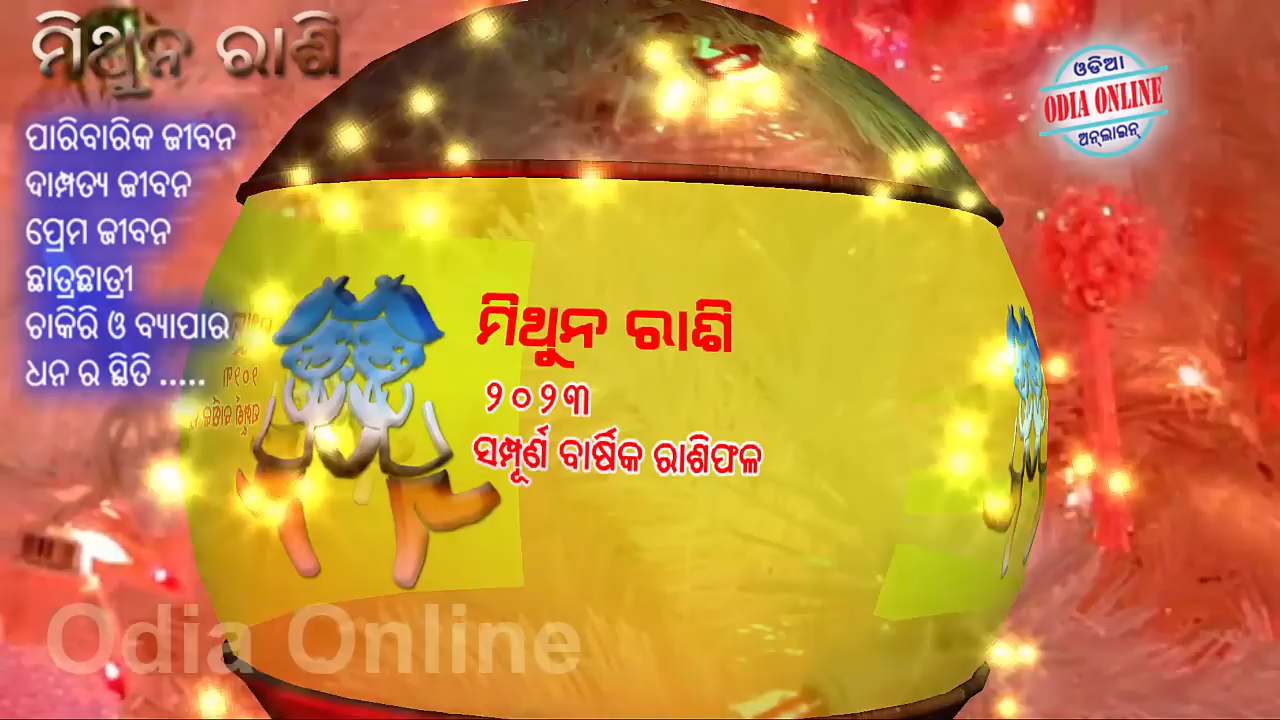 ମିଥୁନ ରାଶି
ପାରିବାରିକ ଜୀବନ
ଦାମ୍ପତ୍ୟ ଜୀବନ
ପ୍ରେମ ଜୀବନ
ଛାତ୍ରଛାତ୍ରୀ
ଚାକିରି ଓ ବ୍ୟାପାର
ଧନ ର ସ୍ଥିତି .....
ଓଡିଆ
ODIA ONLINE
ଅନ୍‌ଲାଇନ୍
ମିଥୁନ ରାଶି
୨୦୨୩
ସମ୍ପୂର୍ଣ ବାର୍ଷିକ ରାଶିଫଳ
Odia Online